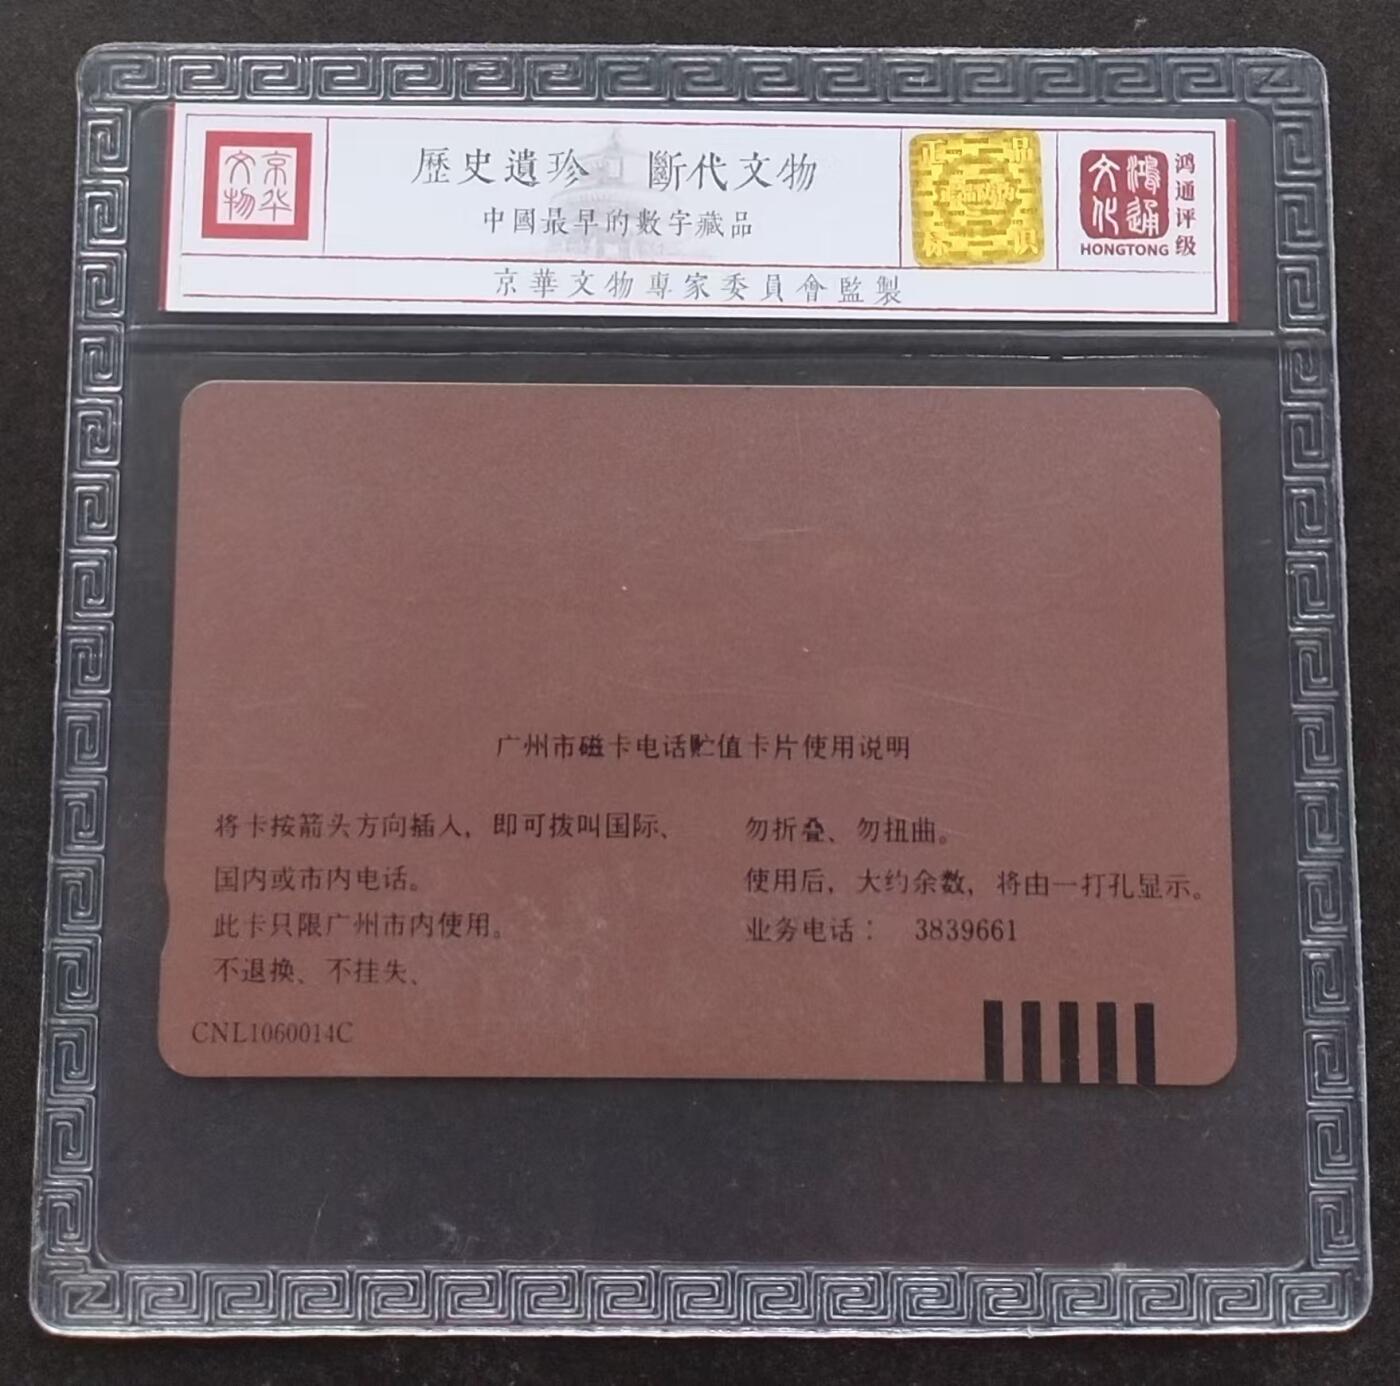 京华
文物
歷史遺珍 斷代文物
中國最早的數字藏品
京華文物專家委員會監製
正品
鸿通
文化
HONGTONG
鸿通评级
广州市磁卡电话贮值卡片使用说明
将卡按箭头方向插入，即可拨叫国际、
国内或市内电话。
此卡只限广州市内使用。
不退换、不挂失、
勿折叠、勿扭曲。
使用后，大约余数，将由一打孔显示。
业务电话： 3839661
CNL1060014C